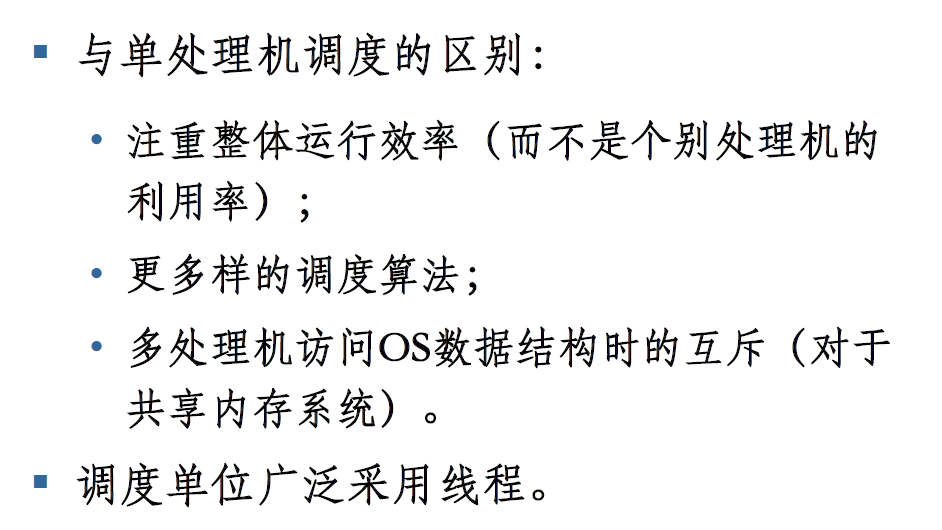 ▪ 与单处理机调度的区别：
• 注重整体运行效率（而不是个别处理机的
利用率）；
• 更多样的调度算法；
• 多处理机访问OS数据结构时的互斥（对于
共享内存系统）。
▪ 调度单位广泛采用线程。